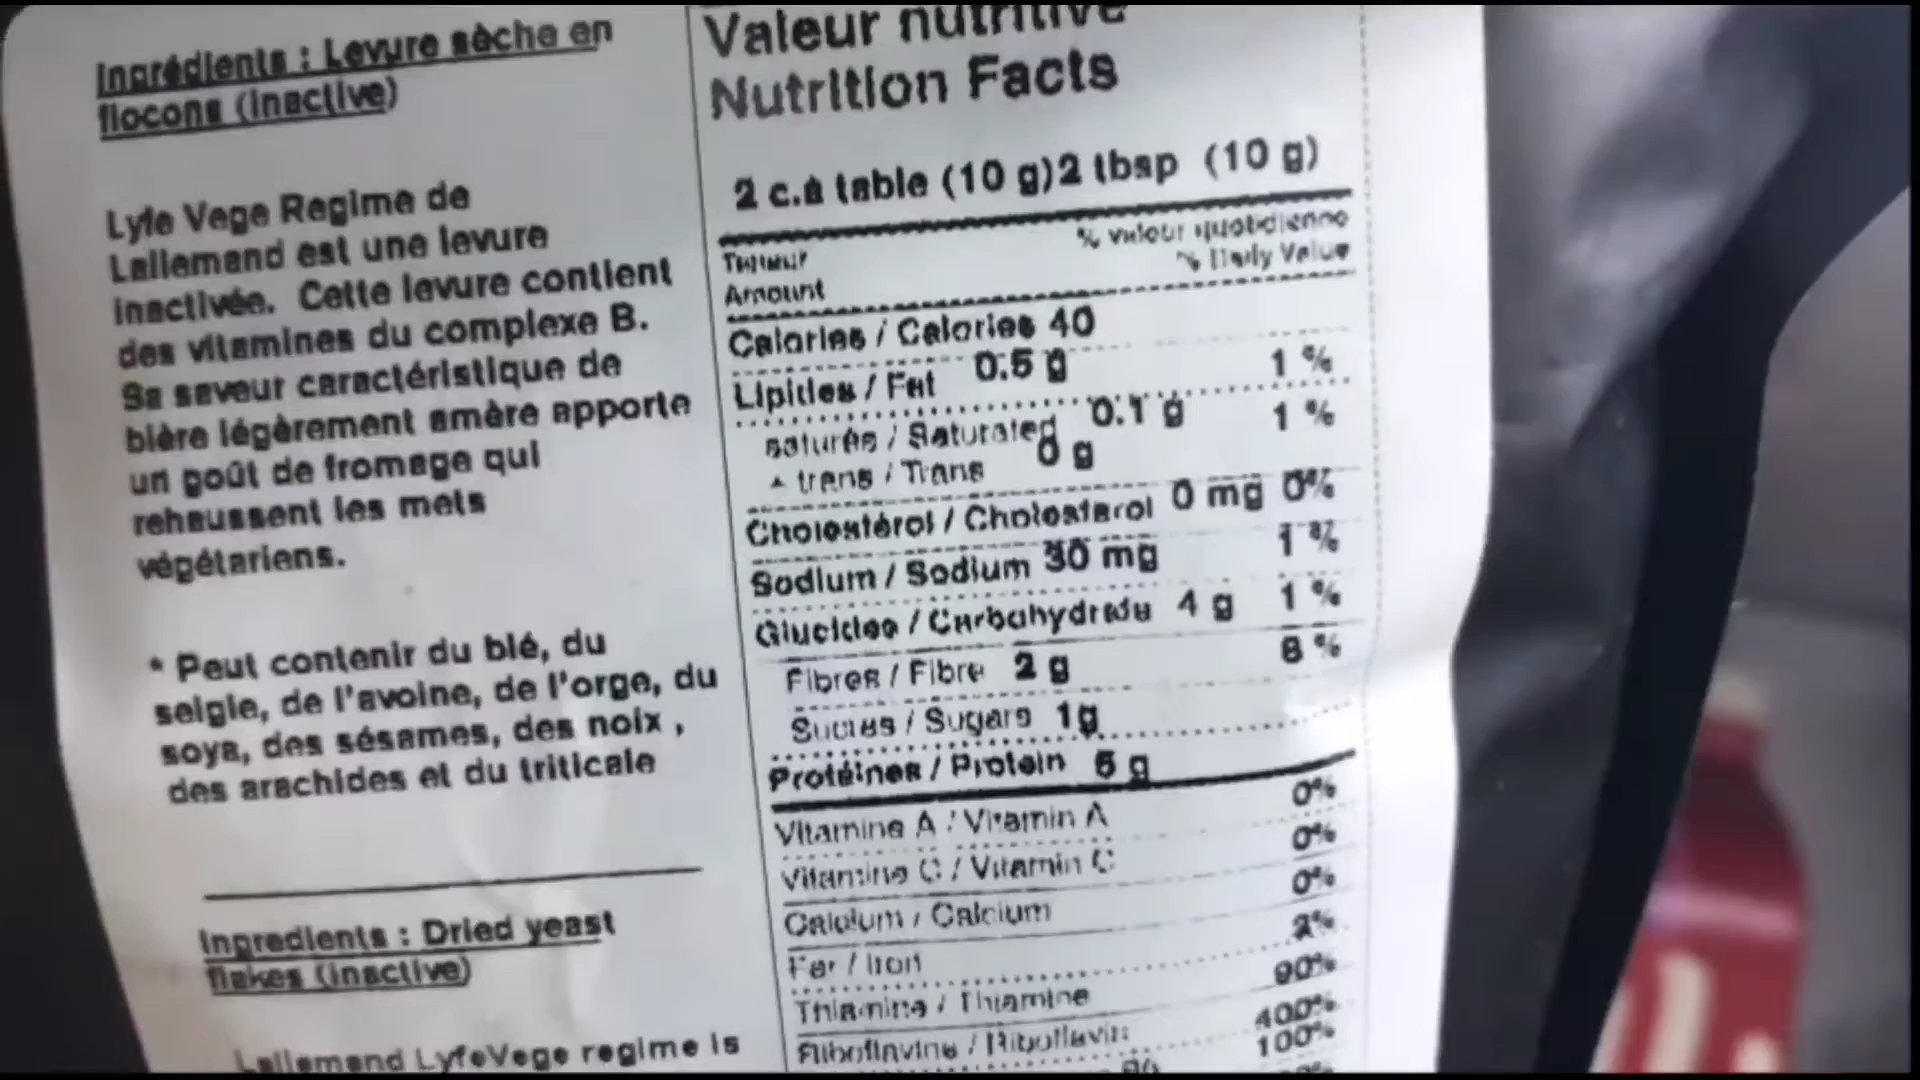 Ingrédients : Levure sèche en
flocons (inactive)
Lyfe Vege Regime de
Lallemand est une levure
inactivée. Cette levure contient
des vitamines du complexe B.
Sa saveur caractéristique de
bière légèrement amère apporte
un goût de fromage qui
rehaussent les mets
végétariens.
* Peut contenir du blé, du
seigle, de l'avoine, de l'orge, du
soya, des sésames, des noix ,
des arachides et du triticale
Ingredients : Dried yeast
flakes (inactive)
Lallemand LyfeVege regime is
Valeur nutritive
Nutrition Facts
2 c.à table (10 g)2 tbsp (10 g)
% valeur quotidienne
Teneur % Daily Value
Amount
Calories / Calories 40
Lipides / Fat 0.5 g 1 %
saturés / Saturated 0.1 g 1 %
+ trans / Trans 0 g
Cholestérol / Cholesterol 0 mg 0%
Sodium / Sodium 30 mg 1 %
Glucides / Carbohydrate 4 g 1 %
Fibres / Fibre 2 g 8 %
Sucres / Sugars 1g
Protéines / Protein 5 g
Vitamine A / Vitamin A 0%
Vitamine C / Vitamin C 0%
Calcium / Calcium 0%
Fer / Iron 2%
Thiamine / Thiamine 90%
Riboflavine / Riboflavin 400%
100%